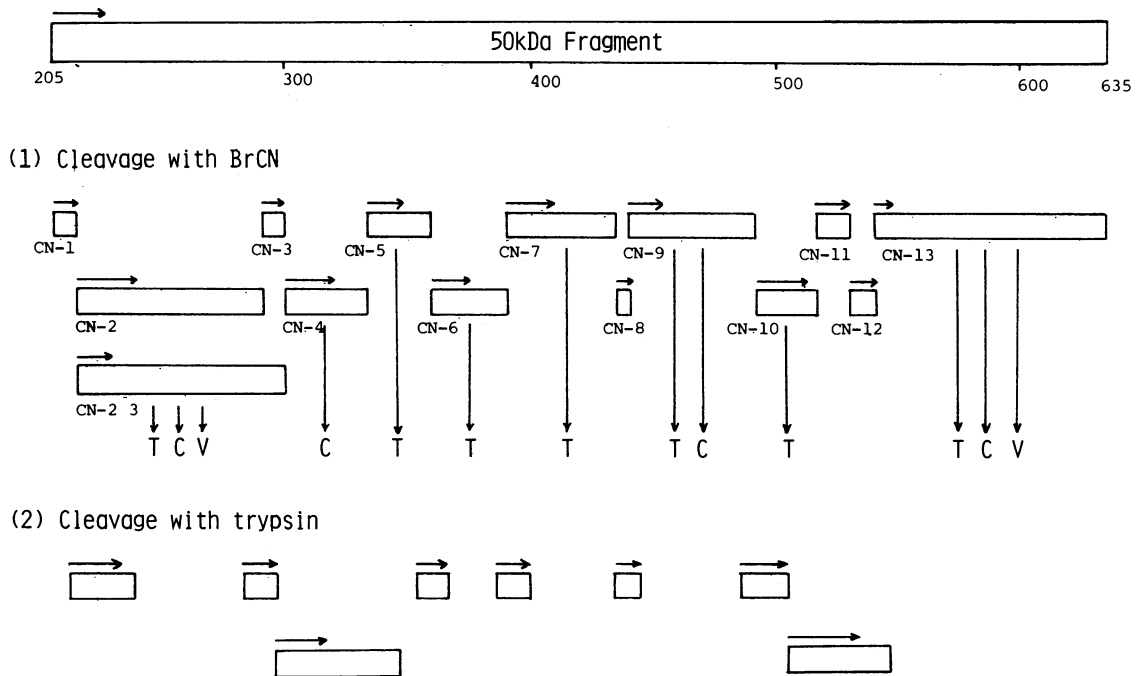 50kDa Fragment
205 300 400 500 600 635
(1) Cleavage with BrCN
CN-1 CN-3 CN-5 CN-7 CN-9 CN-11 CN-13
CN-2 CN-4 CN-6 CN-8 CN-10 CN-12
CN-2 3
T C V C T T T T C T T C V
(2) Cleavage with trypsin